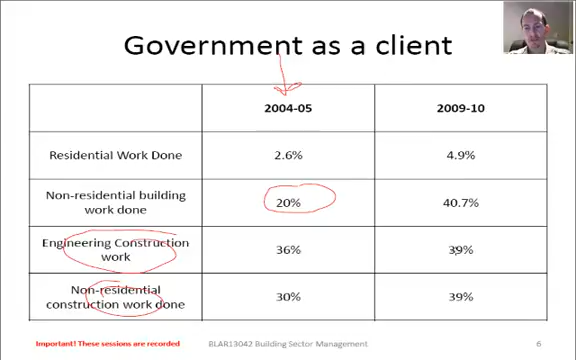 Government as a client
2004-05 2009-10
Residential Work Done 2.6% 4.9%
Non-residential building
work done 20% 40.7%
Engineering Construction
work 36% 39%
Non-residential
construction work done 30% 39%
Important! These sessions are recorded BLAR13042 Building Sector Management 6